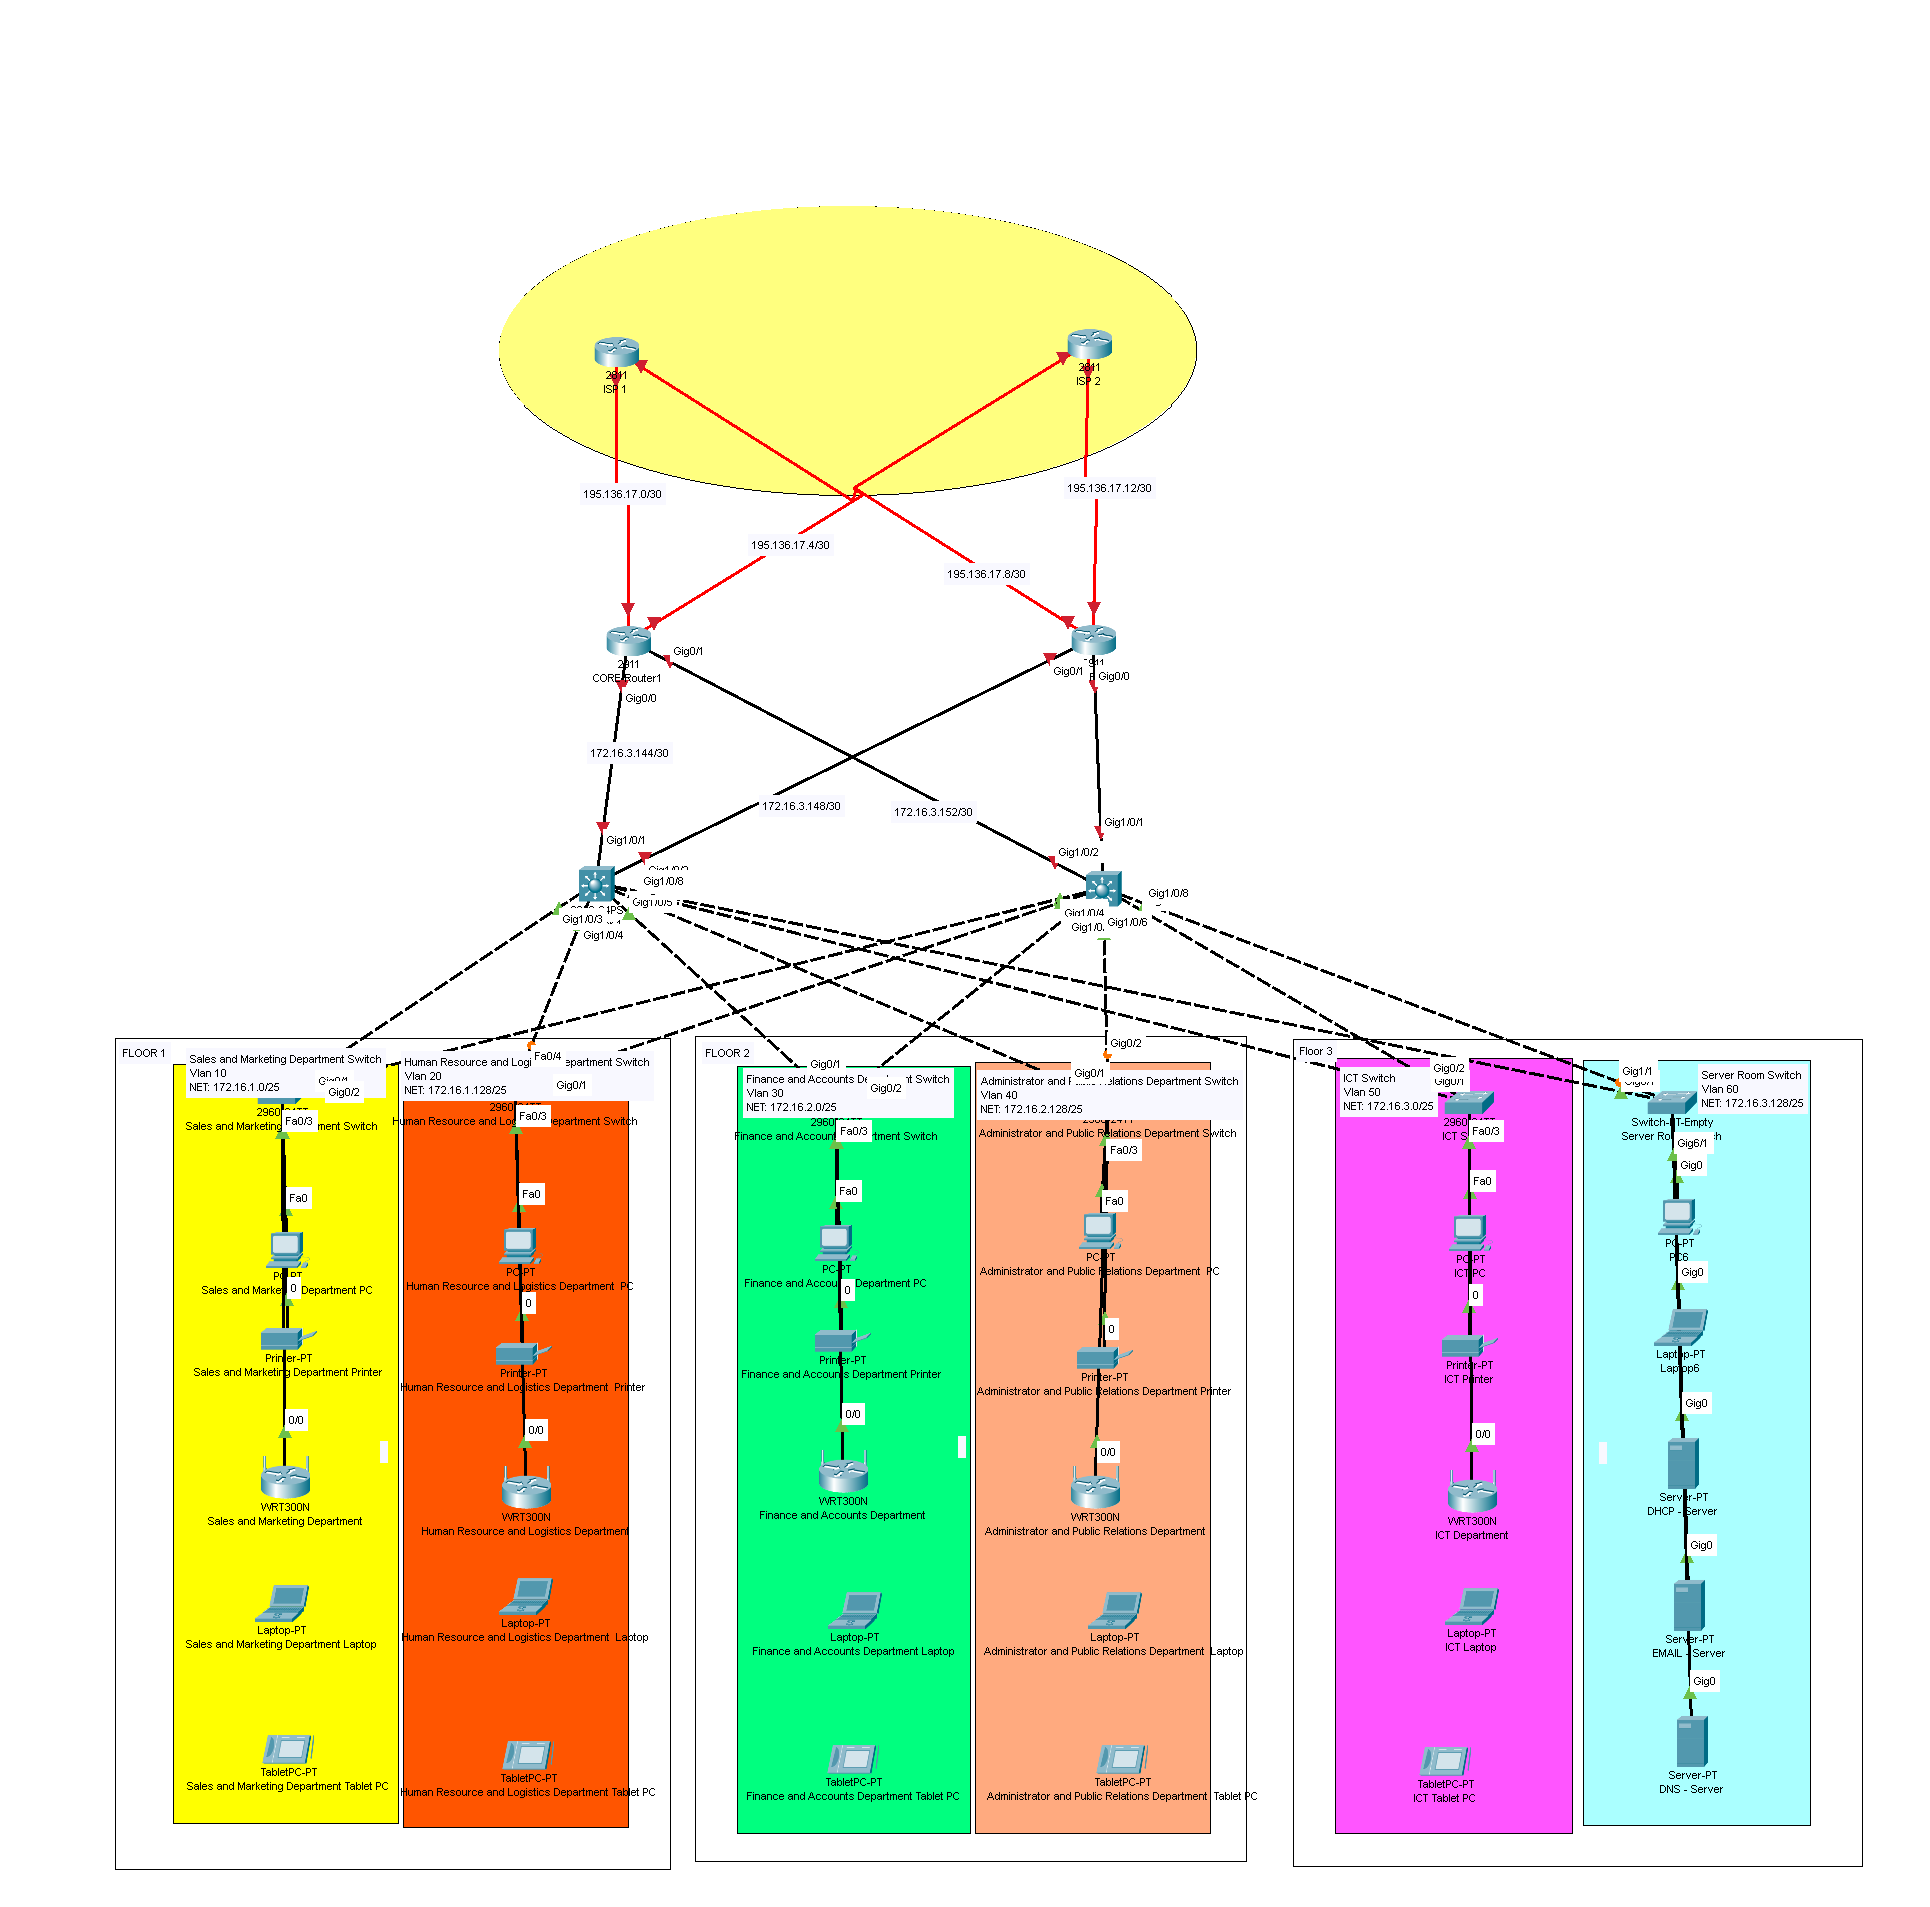 2911
ISP 1
2911
ISP 2
195.136.17.0/30
195.136.17.12/30
195.136.17.4/30
195.136.17.8/30
Gig0/1
2911
CORE Router1
Gig0/0
Gig0/1
Gig0/0
172.16.3.144/30
172.16.3.148/30
172.16.3.152/30
Gig1/0/1
Gig1/0/8
Gig1/0/3
Gig1/0/4
Gig1/0/1
Gig1/0/2
Gig1/0/8
Gig1/0/4
Gig1/0/6
FLOOR 1
Sales and Marketing Department Switch
Vlan 10
NET: 172.16.1.0/25
Gig0/1
Gig0/2
Fa0/3
Sales and Marketing Department Switch
Fa0
PC-PT
Sales and Marketing Department PC
0
Printer-PT
Sales and Marketing Department Printer
0/0
WRT300N
Sales and Marketing Department
Laptop-PT
Sales and Marketing Department Laptop
TabletPC-PT
Sales and Marketing Department Tablet PC
Human Resource and Logi
epartment Switch
Vlan 20
NET: 172.16.1.128/25
Fa0/4
Gig0/1
Fa0/3
Human Resource and Logistics Department Switch
Fa0
PC-PT
Human Resource and Logistics Department PC
0
Printer-PT
Human Resource and Logistics Department Printer
0/0
WRT300N
Human Resource and Logistics Department
Laptop-PT
Human Resource and Logistics Department Laptop
TabletPC-PT
Human Resource and Logistics Department Tablet PC
FLOOR 2
Gig0/1
Finance and Accounts De
nt Switch
Vlan 30
NET: 172.16.2.0/25
Gig0/2
Fa0/3
Finance and Accounts Department Switch
Fa0
PC-PT
Finance and Accounts Department PC
0
Printer-PT
Finance and Accounts Department Printer
0/0
WRT300N
Finance and Accounts Department
Laptop-PT
Finance and Accounts Department Laptop
TabletPC-PT
Finance and Accounts Department Tablet PC
Gig0/2
Gig0/1
Administrator and Public Relations Department Switch
Vlan 40
NET: 172.16.2.128/25
Administrator and Public Relations Department Switch
Fa0/3
Fa0
PC-PT
Administrator and Public Relations Department PC
0
Printer-PT
Administrator and Public Relations Department Printer
0/0
WRT300N
Administrator and Public Relations Department
Laptop-PT
Administrator and Public Relations Department Laptop
TabletPC-PT
Administrator and Public Relations Department Tablet PC
Floor 3
ICT Switch
Vlan 50
NET: 172.16.3.0/25
Gig0/2
Gig0/1
Fa0/3
Fa0
PC-PT
ICT PC
0
Printer-PT
ICT Printer
0/0
WRT300N
ICT Department
Laptop-PT
ICT Laptop
TabletPC-PT
ICT Tablet PC
Gig1/1
Server Room Switch
Vlan 60
NET: 172.16.3.128/25
Switch-PT-Empty
Server Room Switch
Gig6/1
Gig0
PC-PT
PC6
Gig0
Laptop-PT
Laptop6
Gig0
Server-PT
DHCP - Server
Gig0
Server-PT
EMAIL - Server
Gig0
Server-PT
DNS - Server